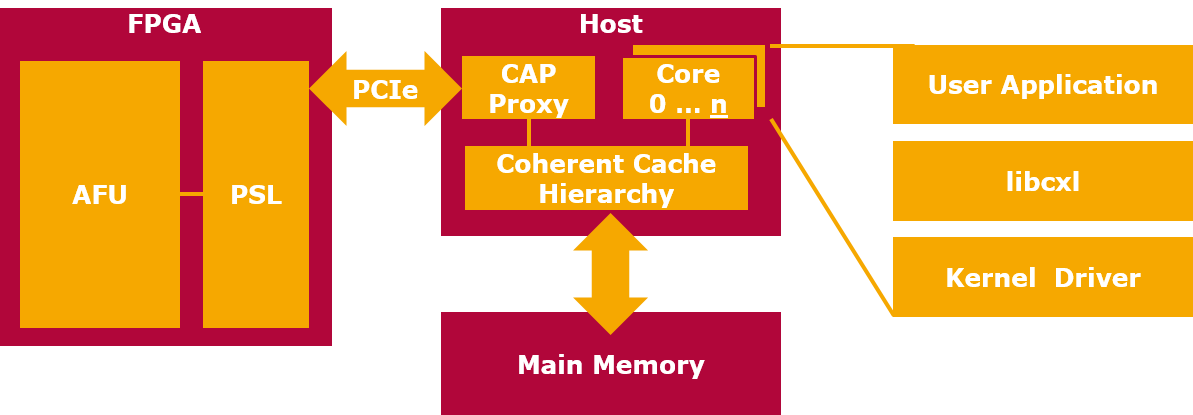 FPGA
AFU
PSL
PCIe
Host
CAP
Proxy
Core
0 ... n
Coherent Cache
Hierarchy
Main Memory
User Application
libcxl
Kernel  Driver